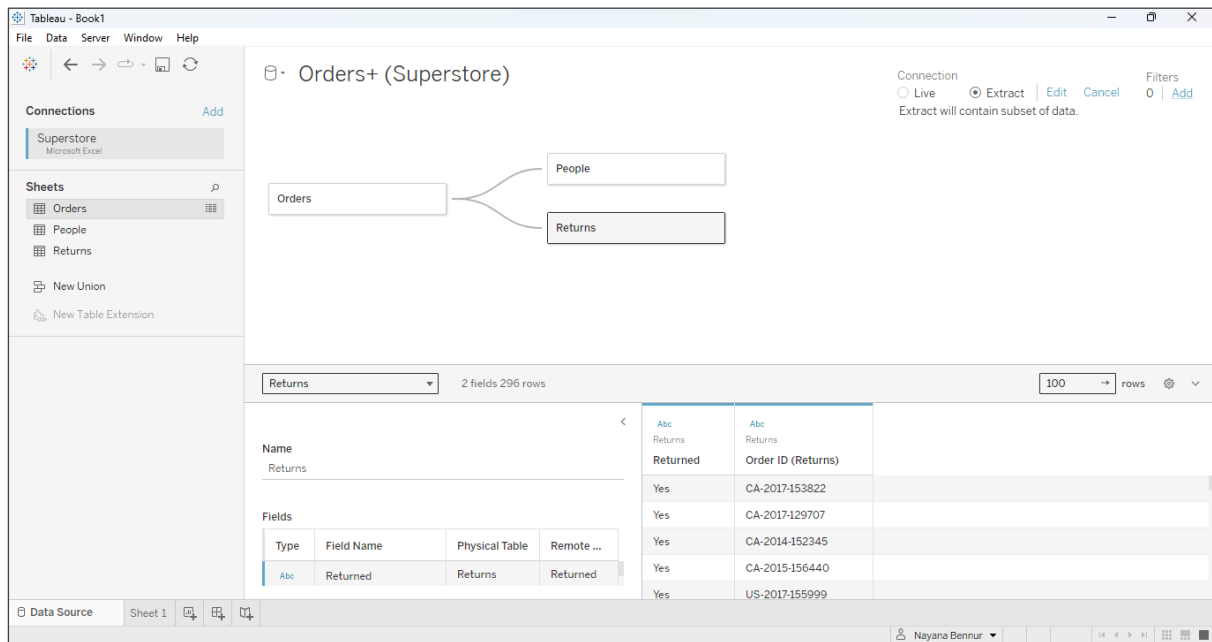 Tableau - Book1
File Data Server Window Help
Orders+ (Superstore)
Connection
Live Extract Edit Cancel
Extract will contain subset of data.
Filters
0 Add
Connections Add
Superstore
Microsoft Excel
Sheets
Orders
People
Returns
New Union
New Table Extension
Orders
People
Returns
Returns 2 fields 296 rows 100 → rows
Name
Returns
Fields
Type Field Name Physical Table Remote ...
Abc Returned Returns Returned
Abc Abc
Returns Returns
Returned Order ID (Returns)
Yes CA-2017-153822
Yes CA-2017-129707
Yes CA-2014-152345
Yes CA-2015-156440
Yes US-2017-155999
Data Source Sheet 1
Nayana Bennur